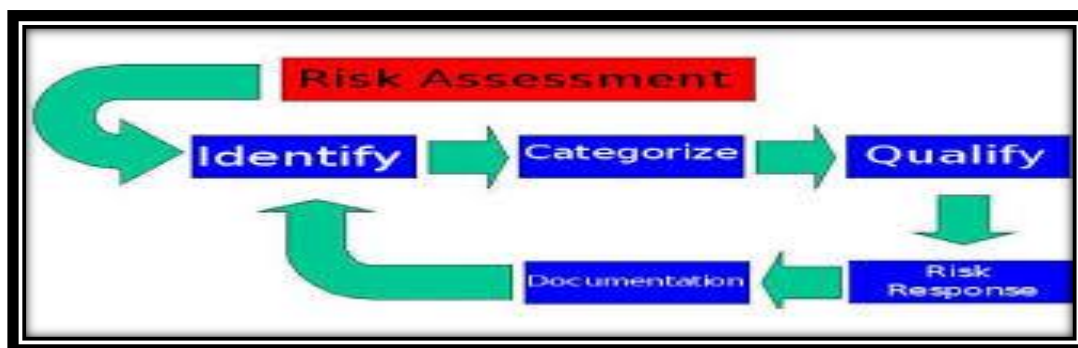 Risk Assessment
Identify
Categorize
Qualify
Risk
Response
Documentation